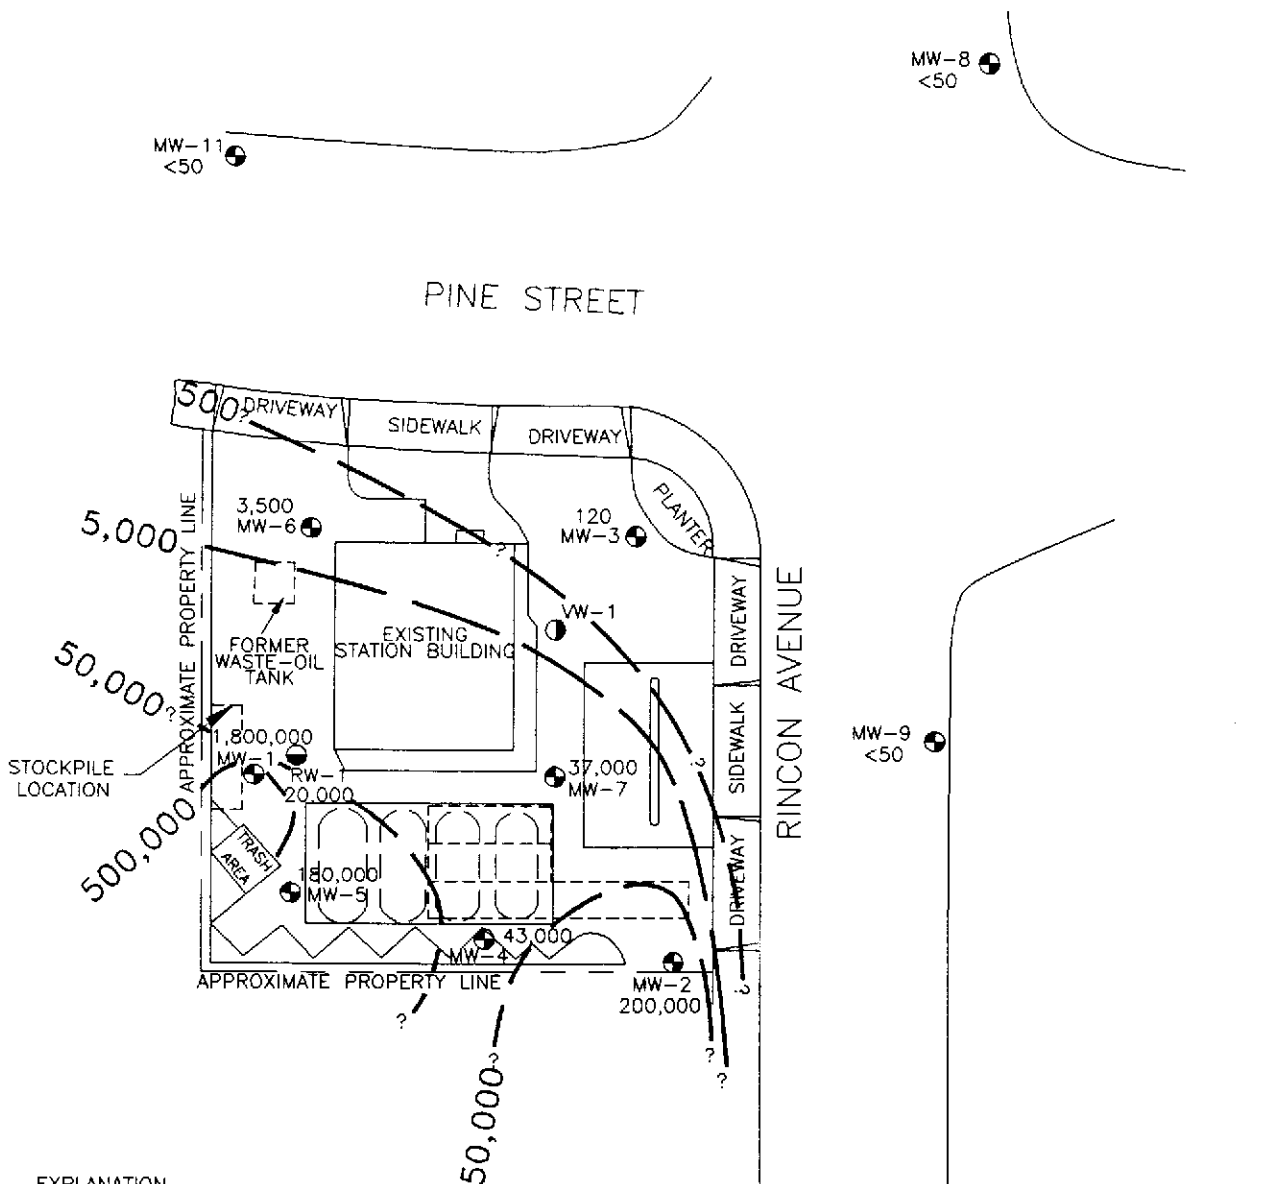 MW-8
<50
MW-11
<50
PINE STREET
500?
DRIVEWAY
SIDEWALK
DRIVEWAY
PLANTER
3,500
MW-6
120
MW-3
5,000
APPROXIMATE PROPERTY LINE
?
VW-1
DRIVEWAY
RINCON AVENUE
FORMER
WASTE-OIL
TANK
EXISTING
STATION BUILDING
50,000?
1,800,000
MW-1
RW-1
20,000
37,000
MW-7
?
SIDEWALK
MW-9
<50
STOCKPILE
LOCATION
500,000
TRASH
AREA
180,000
MW-5
DRIVEWAY
43,000
MW-4
APPROXIMATE PROPERTY LINE
MW-2
200,000
?
?
?
?
?
50,000
EXPLANATION